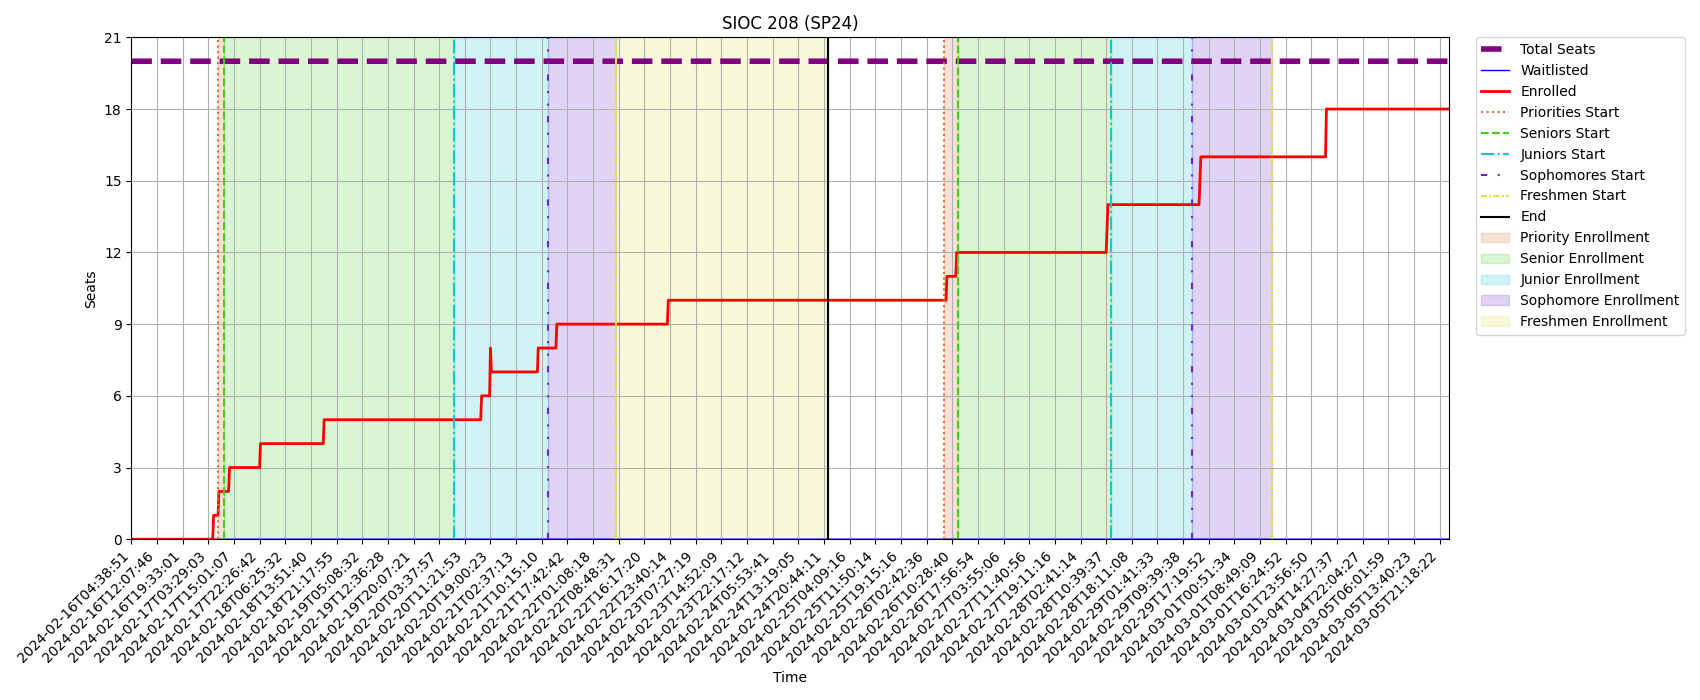 SIOC 208 (SP24)
21
18
15
12
9
6
3
0
Seats
2024-02-16T04:38:51
2024-02-16T12:07:46
2024-02-16T19:33:01
2024-02-17T03:29:03
2024-02-17T15:01:07
2024-02-17T22:26:42
2024-02-18T06:25:32
2024-02-18T13:51:40
2024-02-18T21:17:55
2024-02-19T05:08:32
2024-02-19T12:36:28
2024-02-19T20:07:21
2024-02-20T03:37:57
2024-02-20T11:21:53
2024-02-20T19:00:23
2024-02-21T02:37:13
2024-02-21T10:15:10
2024-02-21T17:42:42
2024-02-22T01:08:18
2024-02-22T08:48:31
2024-02-22T16:17:20
2024-02-22T23:40:14
2024-02-23T07:27:19
2024-02-23T14:52:09
2024-02-23T22:17:12
2024-02-24T05:53:41
2024-02-24T13:19:05
2024-02-24T20:44:11
2024-02-25T04:09:16
2024-02-25T11:50:14
2024-02-25T19:15:16
2024-02-26T02:42:36
2024-02-26T10:28:40
2024-02-26T17:56:54
2024-02-27T03:55:06
2024-02-27T11:40:56
2024-02-27T19:11:16
2024-02-28T02:41:14
2024-02-28T10:39:37
2024-02-28T18:11:08
2024-02-29T01:41:33
2024-02-29T09:39:38
2024-02-29T17:19:52
2024-03-01T00:51:34
2024-03-01T08:49:09
2024-03-01T16:24:52
2024-03-01T23:56:50
2024-03-04T14:27:37
2024-03-04T22:04:27
2024-03-05T06:01:59
2024-03-05T13:40:23
2024-03-05T21:18:22
Time
Total Seats
Waitlisted
Enrolled
Priorities Start
Seniors Start
Juniors Start
Sophomores Start
Freshmen Start
End
Priority Enrollment
Senior Enrollment
Junior Enrollment
Sophomore Enrollment
Freshmen Enrollment